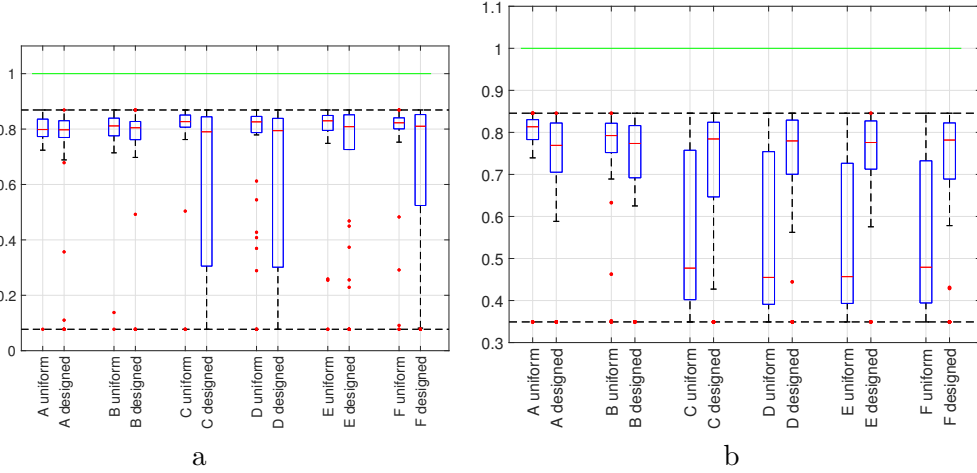 1
0.8
0.6
0.4
0.2
0
A uniform
A designed
B uniform
B designed
C uniform
C designed
D uniform
D designed
E uniform
E designed
F uniform
F designed
a
1.1
1
0.9
0.8
0.7
0.6
0.5
0.4
0.3
A uniform
A designed
B uniform
B designed
C uniform
C designed
D uniform
D designed
E uniform
E designed
F uniform
F designed
b